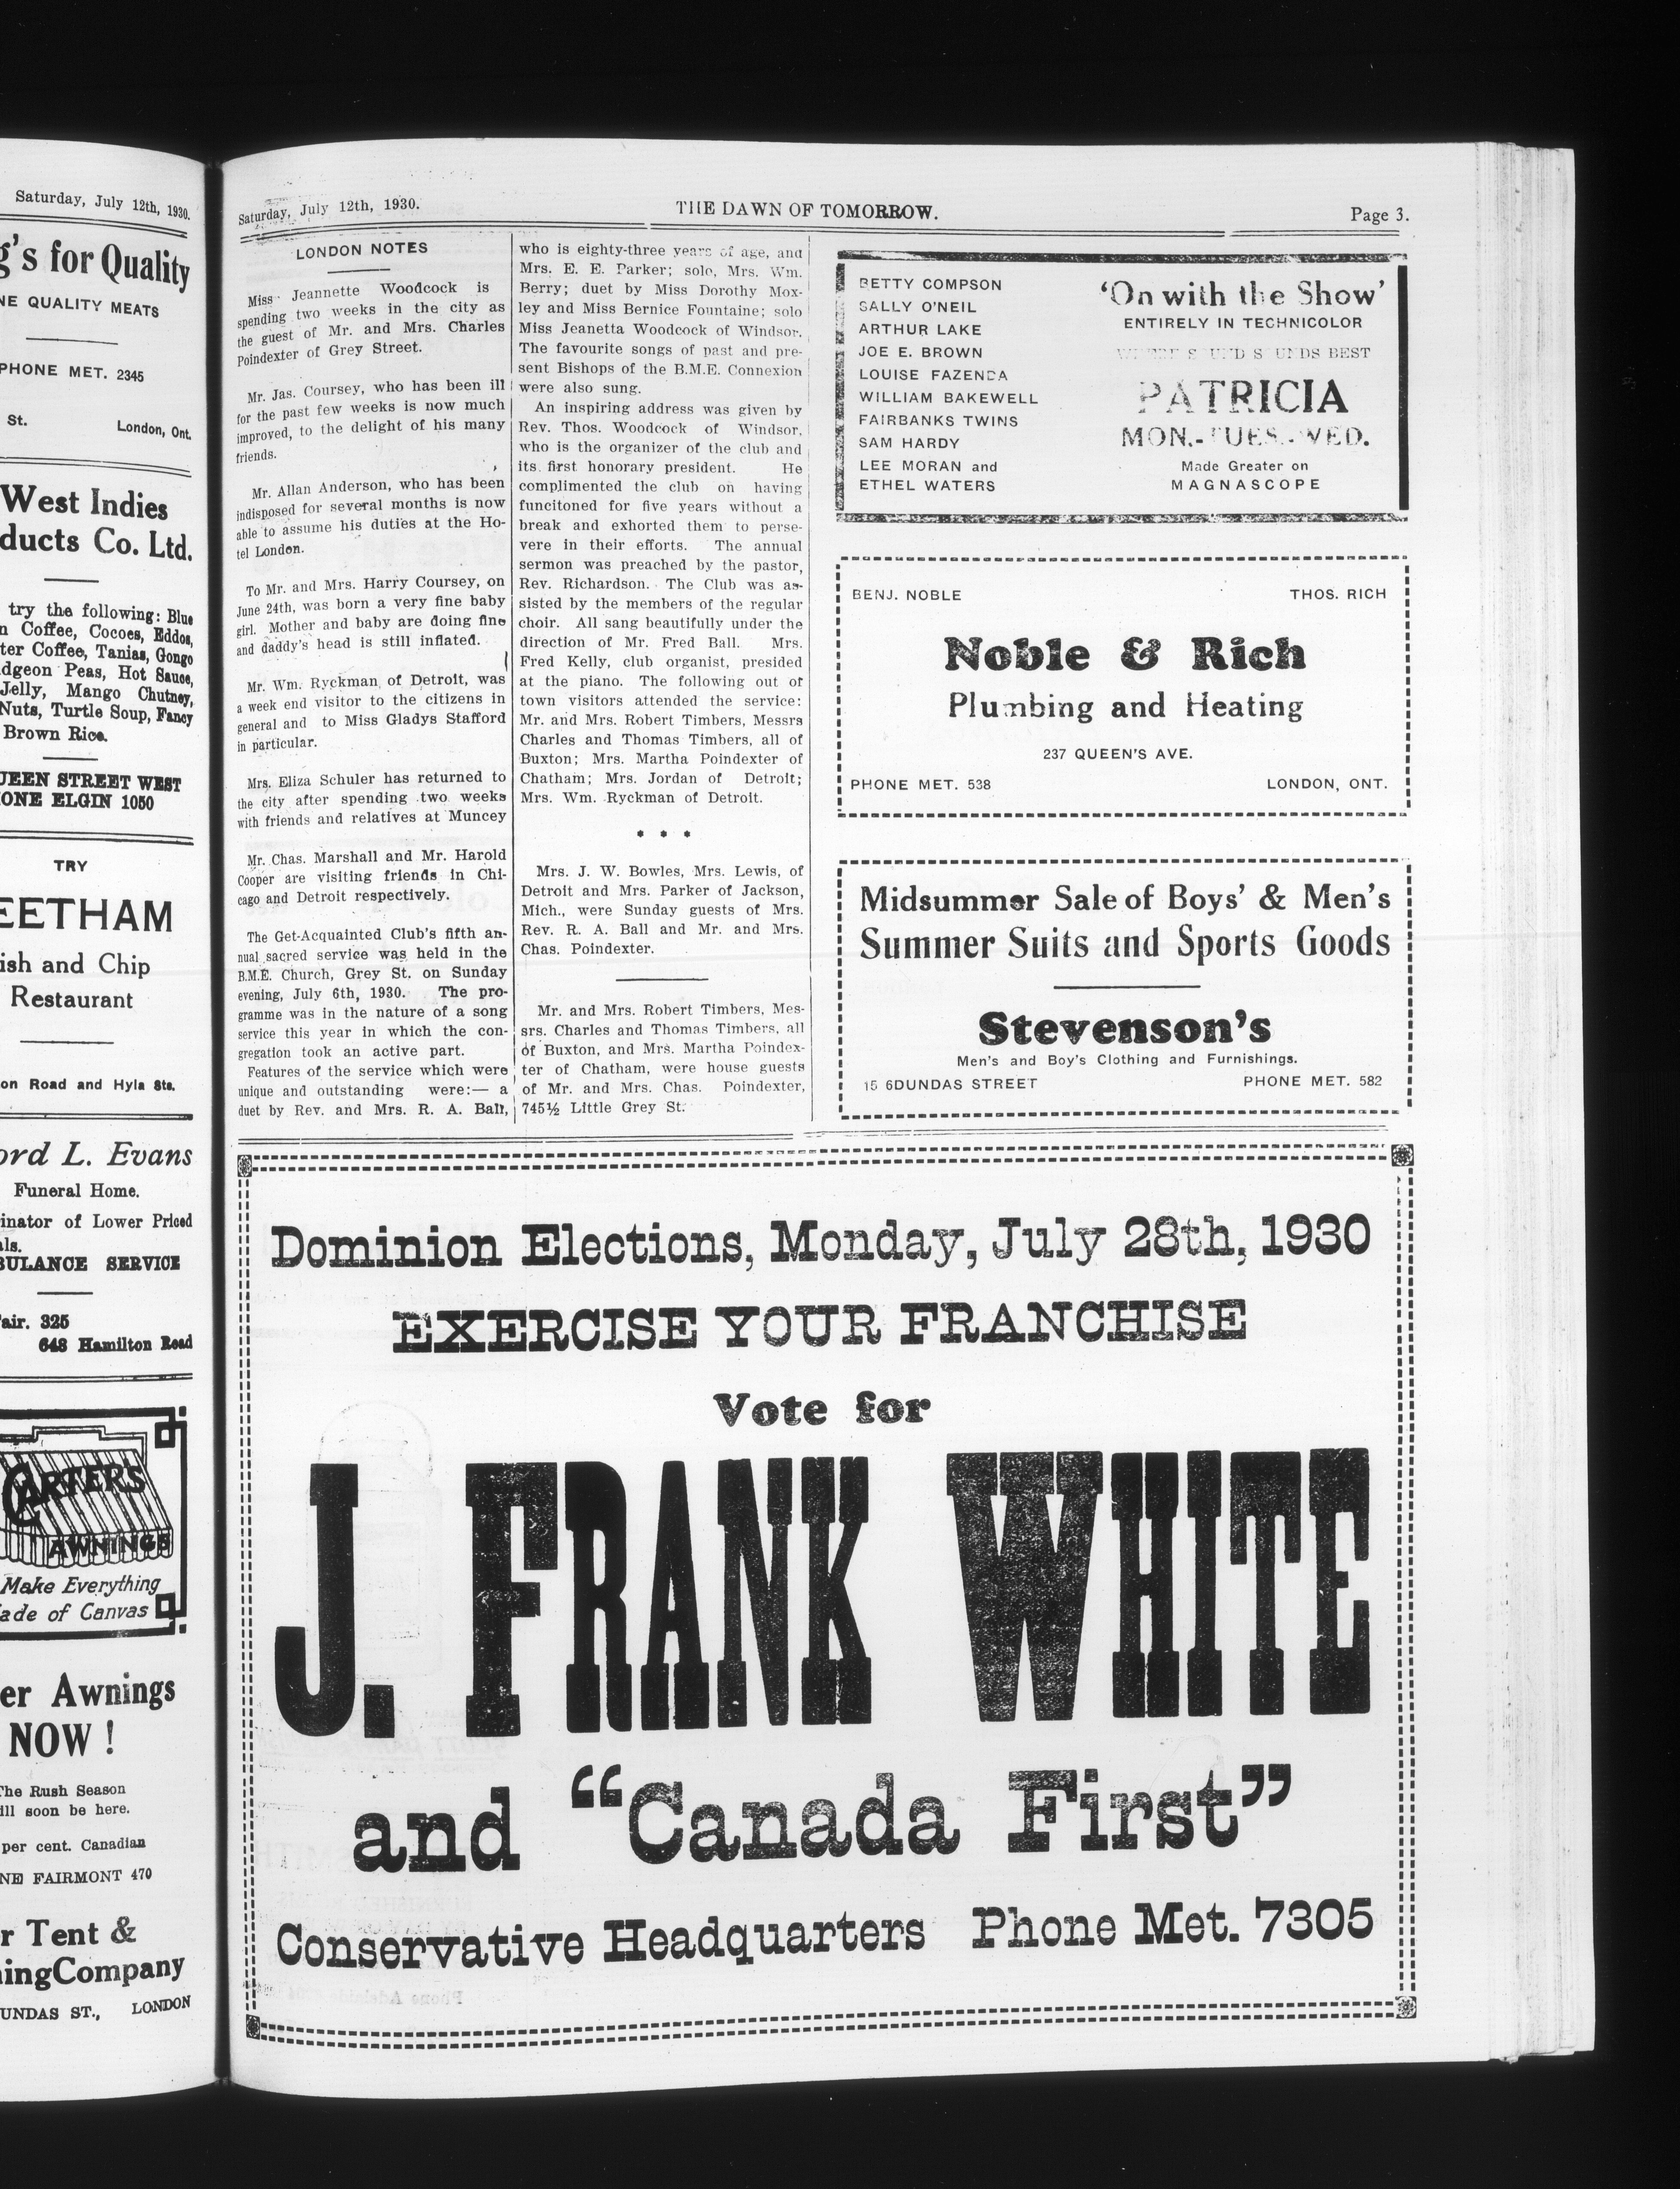 Saturday, July 12th, 1930.
g's for Quality
NE QUALITY MEATS
PHONE MET. 2345
St. London, Ont.
West Indies
ducts Co. Ltd.
try the following: Blue
n Coffee, Cocoes, Eddos,
ter Coffee, Tanias, Gongo
dgeon Peas, Hot Sauce,
Jelly, Mango Chutney,
Nuts, Turtle Soup, Fancy
Brown Rice.
UEEN STREET WEST
ONE ELGIN 1050
TRY
EETHAM
ish and Chip
Restaurant
on Road and Hyla Sts.
ord L. Evans
Funeral Home.
inator of Lower Priced
als.
BULANCE SERVICE
air. 325
648 Hamilton Road
CARTER'S
AWNINGS
Make Everything
ade of Canvas
er Awnings
NOW !
The Rush Season
ill soon be here.
per cent. Canadian
NE FAIRMONT 470
r Tent &
ingCompany
UNDAS ST., LONDON
Saturday, July 12th, 1930.
THE DAWN OF TOMORROW.
Page 3.
LONDON NOTES
Miss Jeannette Woodcock is
spending two weeks in the city as
the guest of Mr. and Mrs. Charles
Poindexter of Grey Street.
Mr. Jas. Coursey, who has been ill
for the past few weeks is now much
improved, to the delight of his many
friends.
Mr. Allan Anderson, who has been
indisposed for several months is now
able to assume his duties at the Ho-
tel London.
To Mr. and Mrs. Harry Coursey, on
June 24th, was born a very fine baby
girl. Mother and baby are doing fine
and daddy's head is still inflated.
Mr. Wm. Ryckman, of Detroit, was
a week end visitor to the citizens in
general and to Miss Gladys Stafford
in particular.
Mrs. Eliza Schuler has returned to
the city after spending two weeks
with friends and relatives at Muncey
Mr. Chas. Marshall and Mr. Harold
Cooper are visiting friends in Chi-
cago and Detroit respectively.
The Get-Acquainted Club's fifth an-
nual sacred service was held in the
B.M.E. Church, Grey St. on Sunday
evening, July 6th, 1930. The pro-
gramme was in the nature of a song
service this year in which the con-
gregation took an active part.
Features of the service which were
unique and outstanding were:— a
duet by Rev. and Mrs. R. A. Ball,
who is eighty-three years of age, and
Mrs. E. E. Parker; solo, Mrs. Wm.
Berry; duet by Miss Dorothy Mox-
ley and Miss Bernice Fountaine; solo
Miss Jeanetta Woodcock of Windsor.
The favourite songs of past and pre-
sent Bishops of the B.M.E. Connexion
were also sung.
An inspiring address was given by
Rev. Thos. Woodcock of Windsor,
who is the organizer of the club and
its first honorary president. He
complimented the club on having
funcitoned for five years without a
break and exhorted them to perse-
vere in their efforts. The annual
sermon was preached by the pastor,
Rev. Richardson. The Club was as-
sisted by the members of the regular
choir. All sang beautifully under the
direction of Mr. Fred Ball. Mrs.
Fred Kelly, club organist, presided
at the piano. The following out of
town visitors attended the service:
Mr. and Mrs. Robert Timbers, Messrs
Charles and Thomas Timbers, all of
Buxton; Mrs. Martha Poindexter of
Chatham; Mrs. Jordan of Detroit;
Mrs. Wm. Ryckman of Detroit.
* * *
Mrs. J. W. Bowles, Mrs. Lewis, of
Detroit and Mrs. Parker of Jackson,
Mich., were Sunday guests of Mrs.
Rev. R. A. Ball and Mr. and Mrs.
Chas. Poindexter.
Mr. and Mrs. Robert Timbers, Mes-
srs. Charles and Thomas Timbers, all
of Buxton, and Mrs. Martha Poindex-
ter of Chatham, were house guests
of Mr. and Mrs. Chas. Poindexter,
745½ Little Grey St.
BETTY COMPSON
SALLY O'NEIL
ARTHUR LAKE
JOE E. BROWN
LOUISE FAZENDA
WILLIAM BAKEWELL
FAIRBANKS TWINS
SAM HARDY
LEE MORAN and
ETHEL WATERS
'On with the Show'
ENTIRELY IN TECHNICOLOR
WHERE SOUND SOUNDS BEST
PATRICIA
MON.-TUES.-WED.
Made Greater on
MAGNASCOPE
BENJ. NOBLE THOS. RICH
Noble & Rich
Plumbing and Heating
237 QUEEN'S AVE.
PHONE MET. 538 LONDON, ONT.
Midsummer Sale of Boys' & Men's
Summer Suits and Sports Goods
Stevenson's
Men's and Boy's Clothing and Furnishings.
15 6DUNDAS STREET PHONE MET. 582
Dominion Elections, Monday, July 28th, 1930
EXERCISE YOUR FRANCHISE
Vote for
J. FRANK WHITE
and "Canada First"
Conservative Headquarters Phone Met. 7305